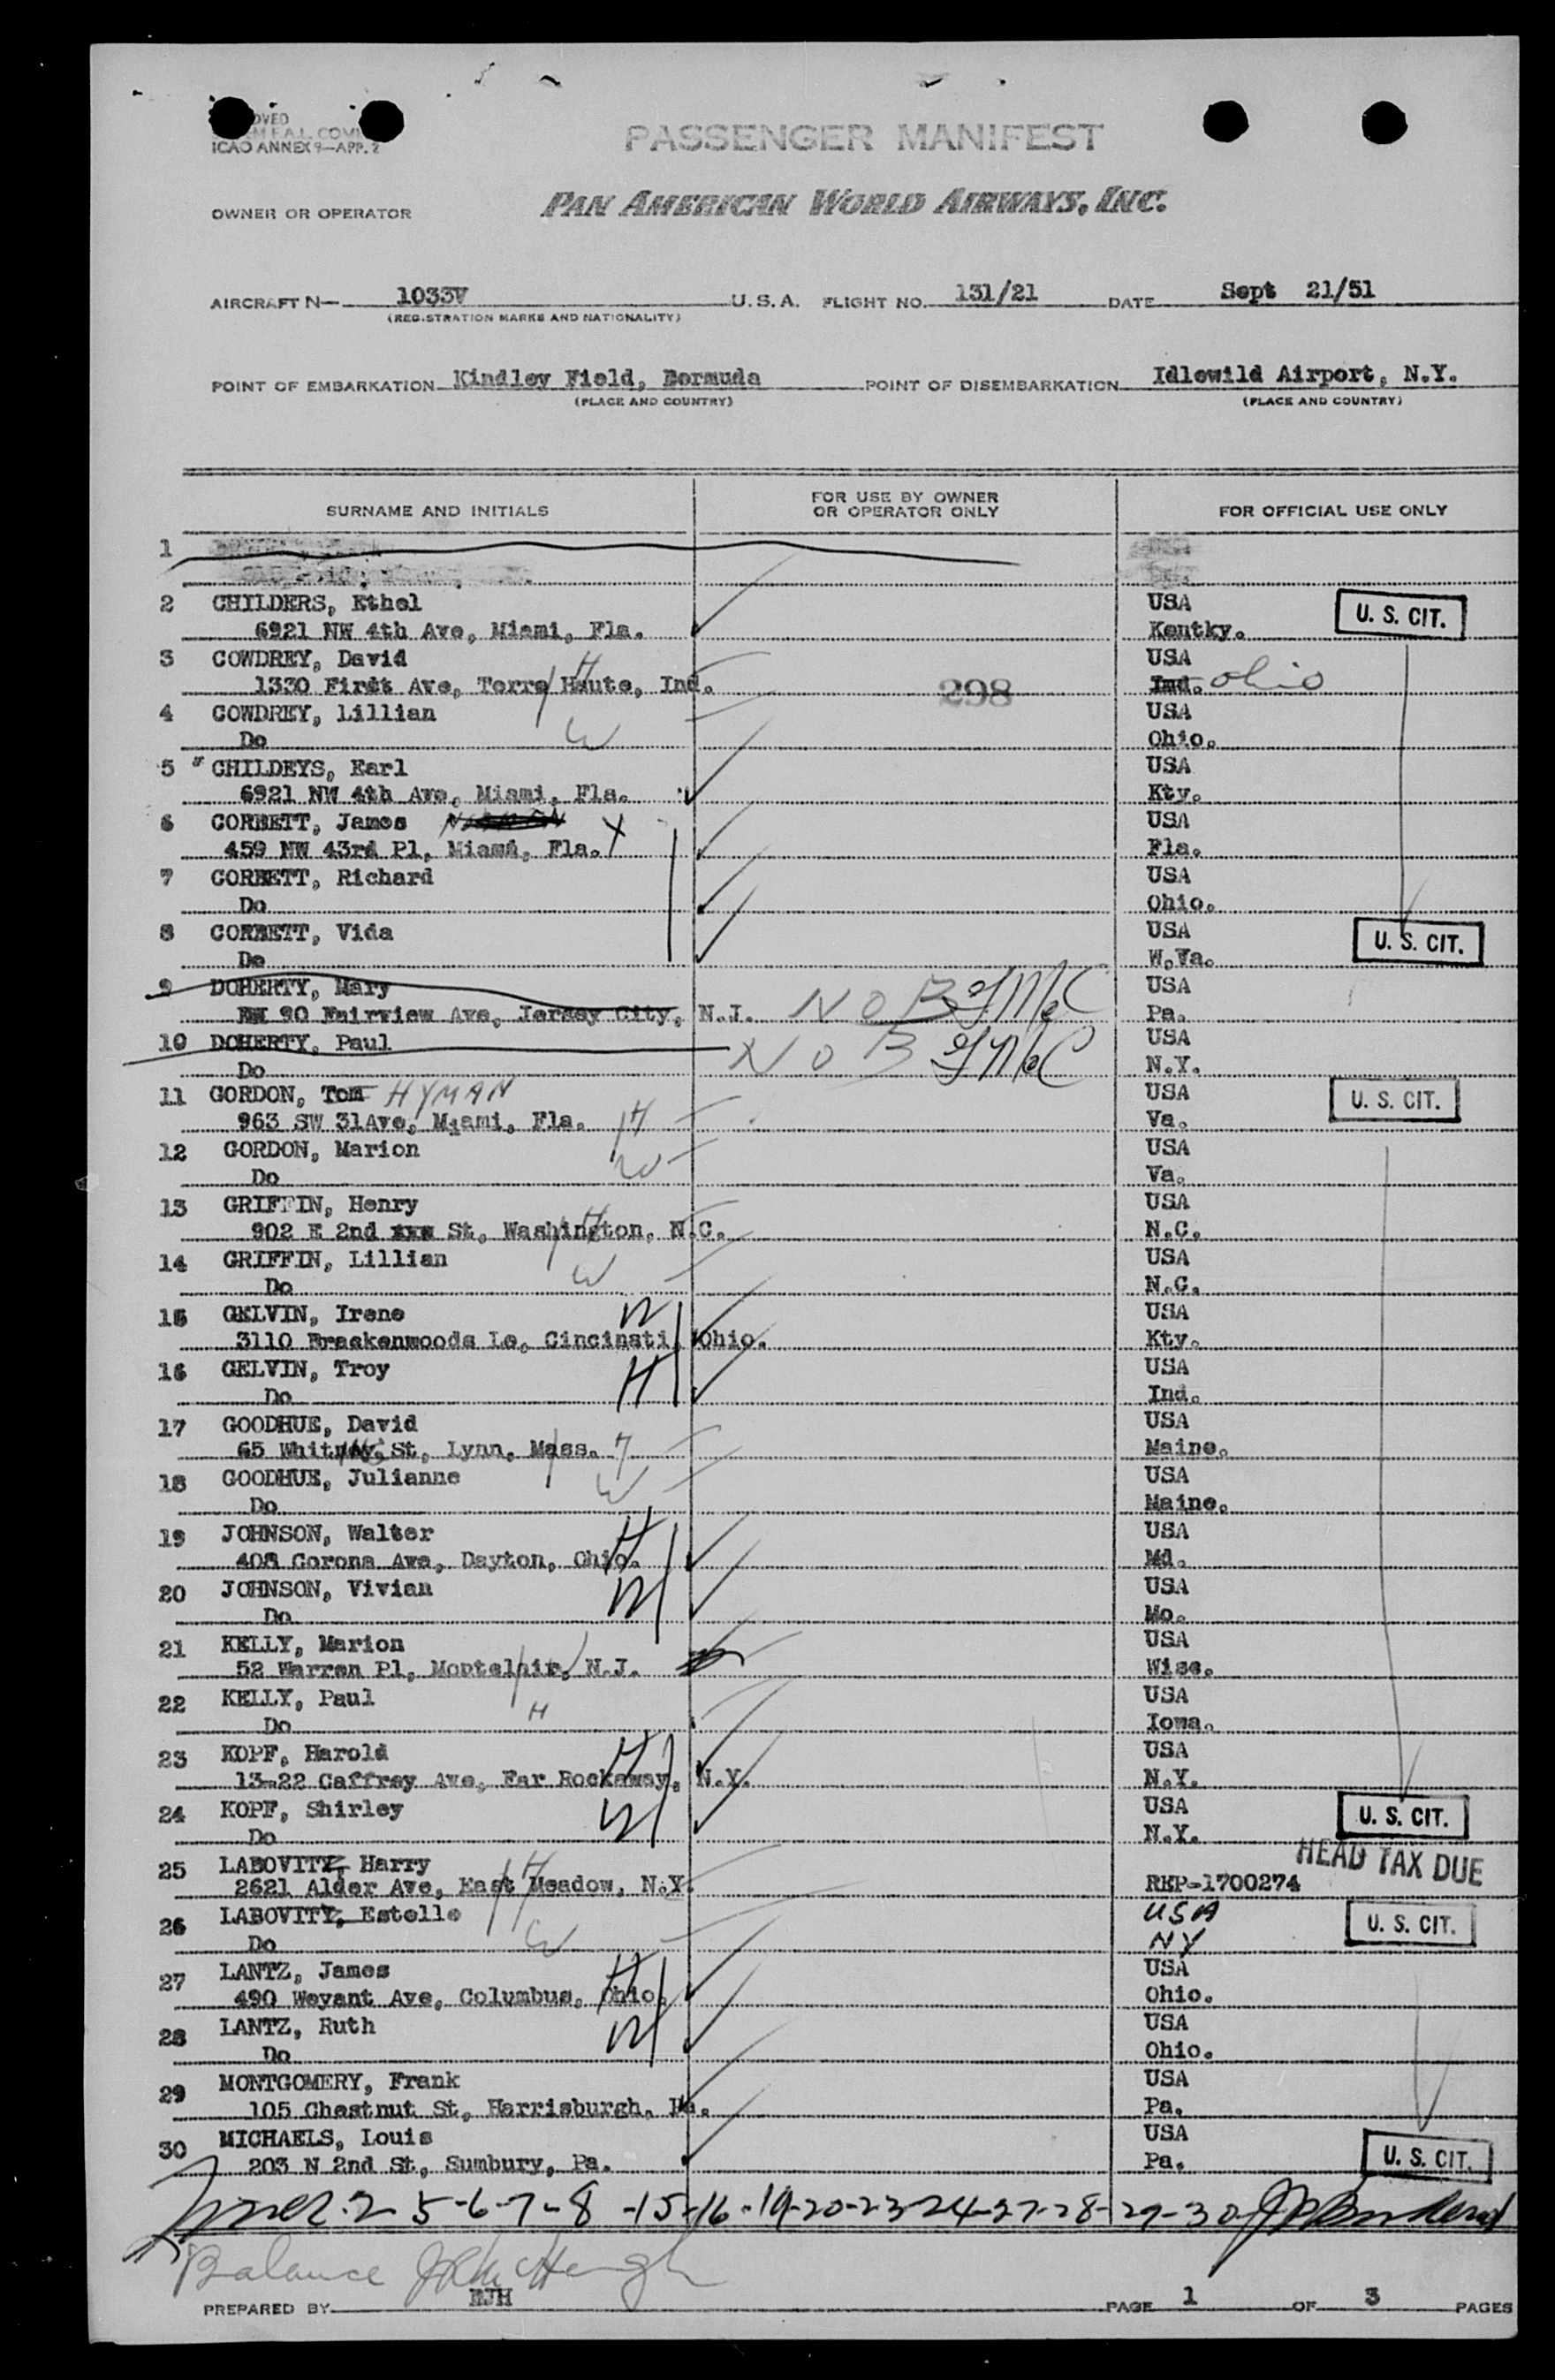 ICAO ANNEX 9—APP. 2
PASSENGER MANIFEST
OWNER OR OPERATOR PAN AMERICAN WORLD AIRWAYS, INC.
AIRCRAFT N— 1033V U.S.A. FLIGHT NO. 131/21 DATE Sept 21/51
(REGISTRATION MARKS AND NATIONALITY)
POINT OF EMBARKATION Kindley Field, Bermuda POINT OF DISEMBARKATION Idlewild Airport, N.Y.
(PLACE AND COUNTRY) (PLACE AND COUNTRY)
SURNAME AND INITIALS FOR USE BY OWNER OR OPERATOR ONLY FOR OFFICIAL USE ONLY
1
2 CHILDERS, Ethel USA U. S. CIT.
6921 NW 4th Ave, Miami, Fla. Kentky.
3 COWDREY, David H USA
1330 First Ave, Terre Haute, Ind. 298 Ind. Ohio
4 COWDREY, Lillian USA
Do W Ohio.
5 CHILDEYS, Earl USA
6921 NW 4th Ave, Miami, Fla. Kty.
6 CORBETT, James USA
459 NW 43rd Pl, Miami, Fla. X Fla.
7 CORBETT, Richard USA
Do Ohio.
8 CORBETT, Vida USA U. S. CIT.
Do W.Va.
9 DOHERTY, Mary USA
90 Fairview Ave, Jersey City, N.J. NOB Pa.
10 DOHERTY, Paul NOB USA
Do N.Y.
11 GORDON, Tom HYMAN USA U. S. CIT.
963 SW 31Ave, Miami, Fla. H Va.
12 GORDON, Marion W USA
Do Va.
13 GRIFFIN, Henry H USA
902 E 2nd xxx St, Washington, N.C. N.C.
14 GRIFFIN, Lillian W USA
Do N.C.
15 GELVIN, Irene W USA
3110 Braskenwoods Le, Cincinati, Ohio. Kty.
16 GELVIN, Troy H USA
Do Ind.
17 GOODHUE, David USA
65 Whitney St, Lynn, Mass. H Maine.
18 GOODHUE, Julianne W USA
Do Maine.
19 JOHNSON, Walter H USA
408 Corona Ave, Dayton, Ohio. Md.
20 JOHNSON, Vivian W USA
Do Mo.
21 KELLY, Marion USA
52 Warren Pl, Montclair, N.J. Wisc.
22 KELLY, Paul H USA
Do Iowa.
23 KOPF, Harold H USA
13-22 Caffrey Ave, Far Rockaway, N.Y. N.Y.
24 KOPF, Shirley W USA U. S. CIT.
Do N.Y.
HEAD TAX DUE
25 LABOVITZ, Harry H
2621 Alder Ave, East Meadow, N.Y. REP-1700274
26 LABOVITZ, Estelle USA U. S. CIT.
Do W NY
27 LANTZ, James H USA
490 Weyant Ave, Columbus, Ohio. Ohio.
28 LANTZ, Ruth W USA
Do Ohio.
29 MONTGOMERY, Frank USA
105 Chestnut St, Harrisburgh, Pa. Pa.
30 MICHAELS, Louis USA
203 N 2nd St, Sumbury, Pa. Pa. U. S. CIT.
2 5-6-7-8 -15-16-19-20-23 24-27-28-29-30
Balance
PREPARED BY MJH PAGE 1 OF 3 PAGES